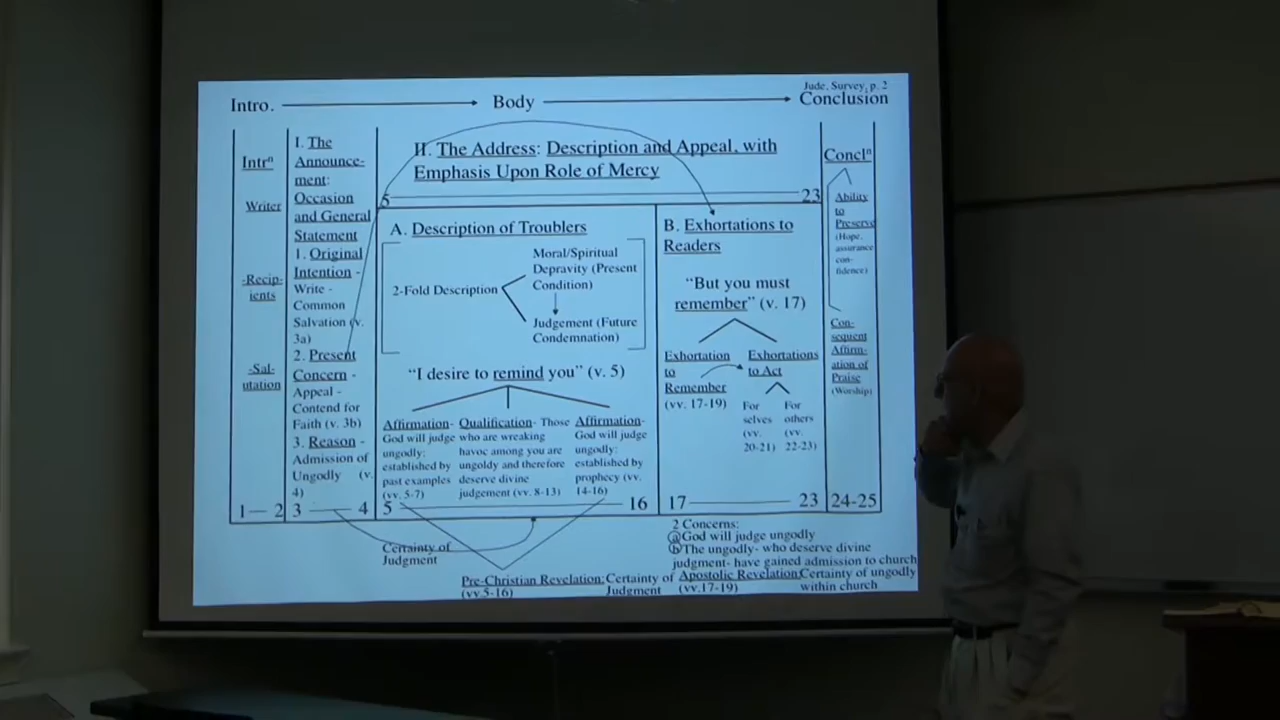 Jude, Survey, p. 2
Intro. Body Conclusion
Intrⁿ
Writer
-Recip-
ients
-Sal-
utation
1 — 2
I. The
Announce-
ment:
Occasion
and General
Statement
1. Original
Intention -
Write -
Common
Salvation (v.
3a)
2. Present
Concern -
Appeal -
Contend for
Faith (v. 3b)
3. Reason -
Admission of
Ungodly (v.
4)
3 4
II. The Address: Description and Appeal, with
Emphasis Upon Role of Mercy
5 23
A. Description of Troublers
2-Fold Description
Moral/Spiritual
Depravity (Present
Condition)
Judgement (Future
Condemnation)
"I desire to remind you" (v. 5)
Affirmation-
God will judge
ungodly:
established by
past examples
(vv. 5-7)
Qualification- Those
who are wreaking
havoc among you are
ungoldy and therefore
deserve divine
judgement (vv. 8-13)
Affirmation-
God will judge
ungodly:
established by
prophecy (vv.
14-16)
5 16
B. Exhortations to
Readers
"But you must
remember" (v. 17)
Exhortation
to
Remember
(vv. 17-19)
Exhortations
to Act
For
selves
(vv.
20-21)
For
others
(vv.
22-23)
17 23
Conclⁿ
Ability
to
Preserve
(Hope,
assurance
con-
fidence)
Con-
sequent
Affirm-
ation of
Praise
(Worship)
24-25
Certainty of
Judgment
2 Concerns:
ⓐGod will judge ungodly
ⓑThe ungodly- who deserve divine
judgment- have gained admission to church
Pre-Christian Revelation: Certainty of
(vv.5-16) Judgment
Apostolic Revelation: Certainty of ungodly
(vv.17-19) within church